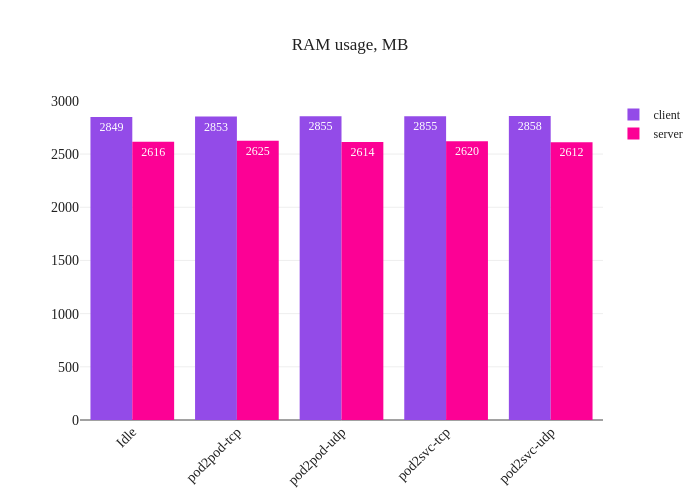 RAM usage, MB
3000
2500
2000
1500
1000
500
0
2849
2616
2853
2625
2855
2614
2855
2620
2858
2612
Idle
pod2pod-tcp
pod2pod-udp
pod2svc-tcp
pod2svc-udp
client
server